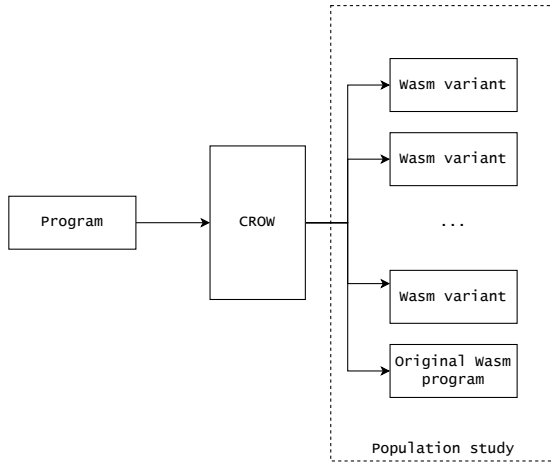 Wasm variant
Wasm variant
Program
CROW
...
Wasm variant
Original Wasm
program
Population study